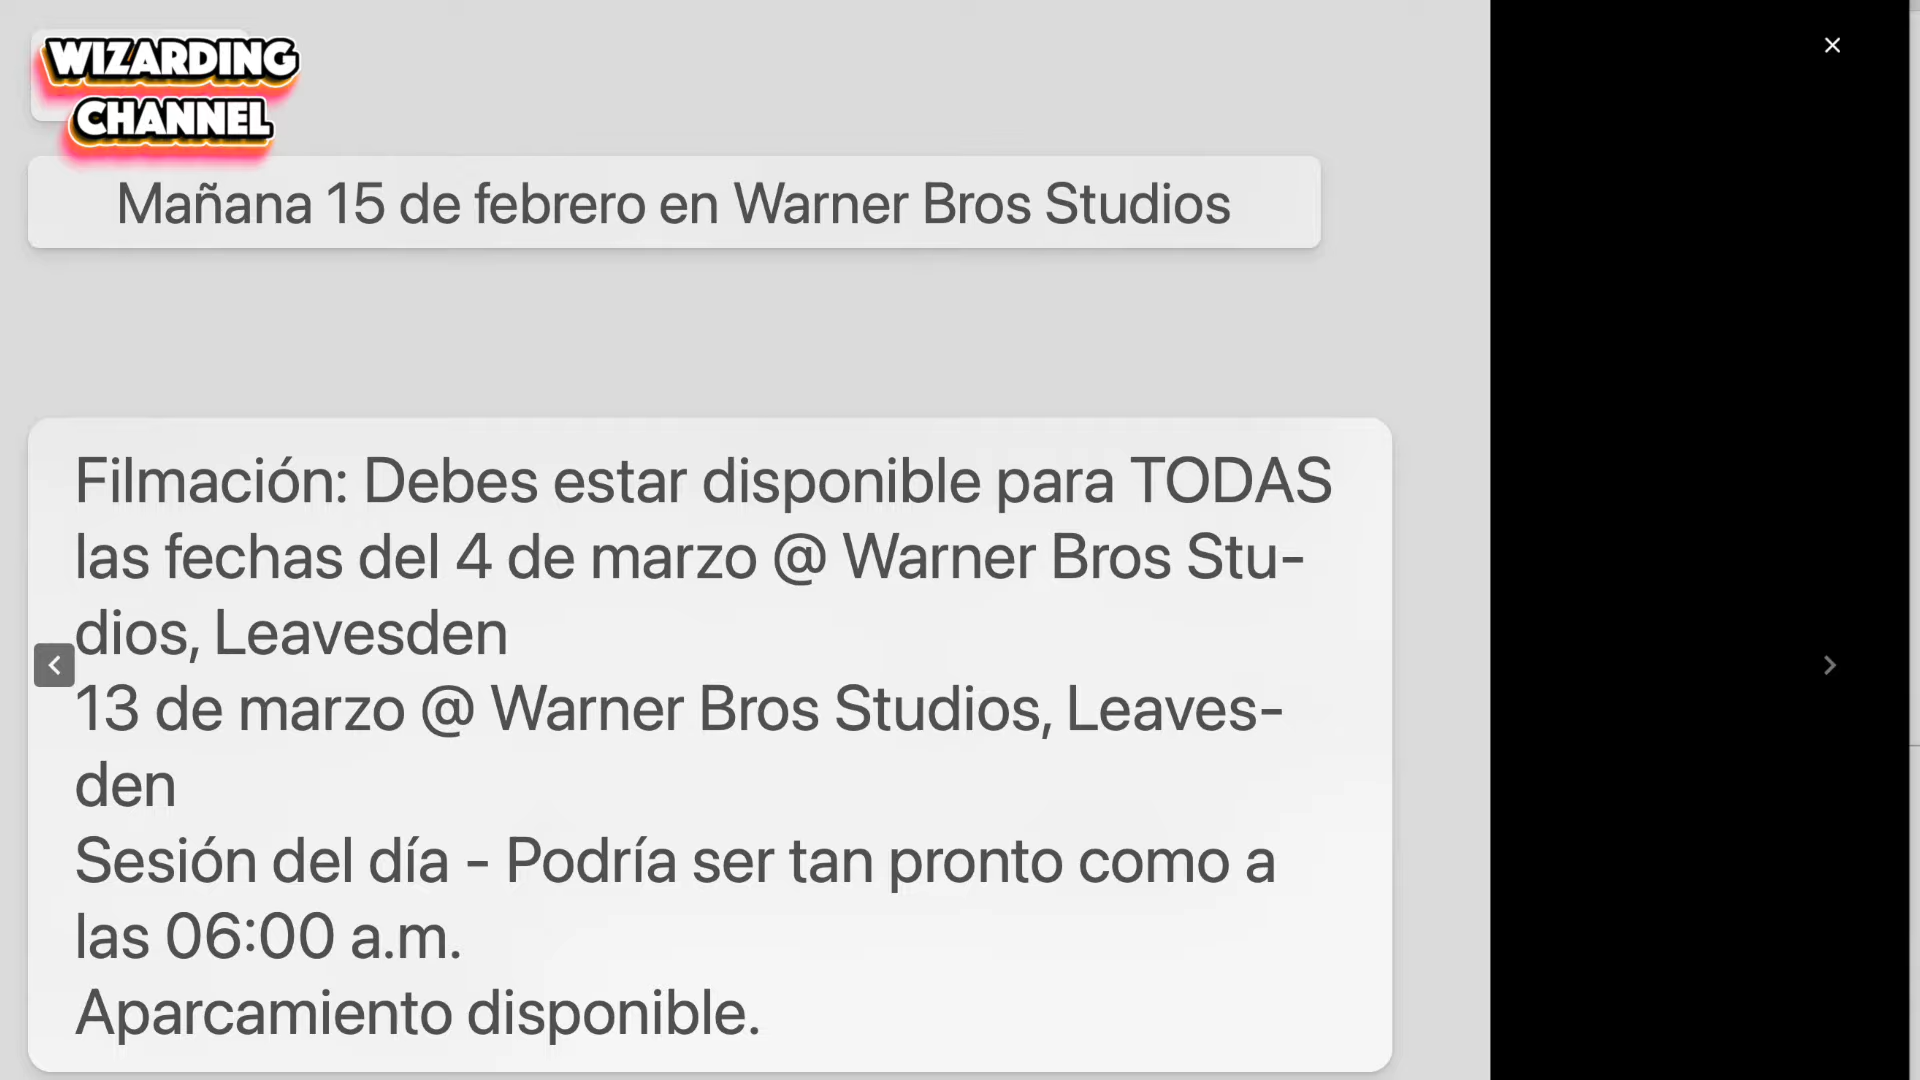 WIZARDING
CHANNEL
Mañana 15 de febrero en Warner Bros Studios
Filmación: Debes estar disponible para TODAS
las fechas del 4 de marzo @ Warner Bros Stu-
dios, Leavesden
13 de marzo @ Warner Bros Studios, Leaves-
den
Sesión del día - Podría ser tan pronto como a
las 06:00 a.m.
Aparcamiento disponible.